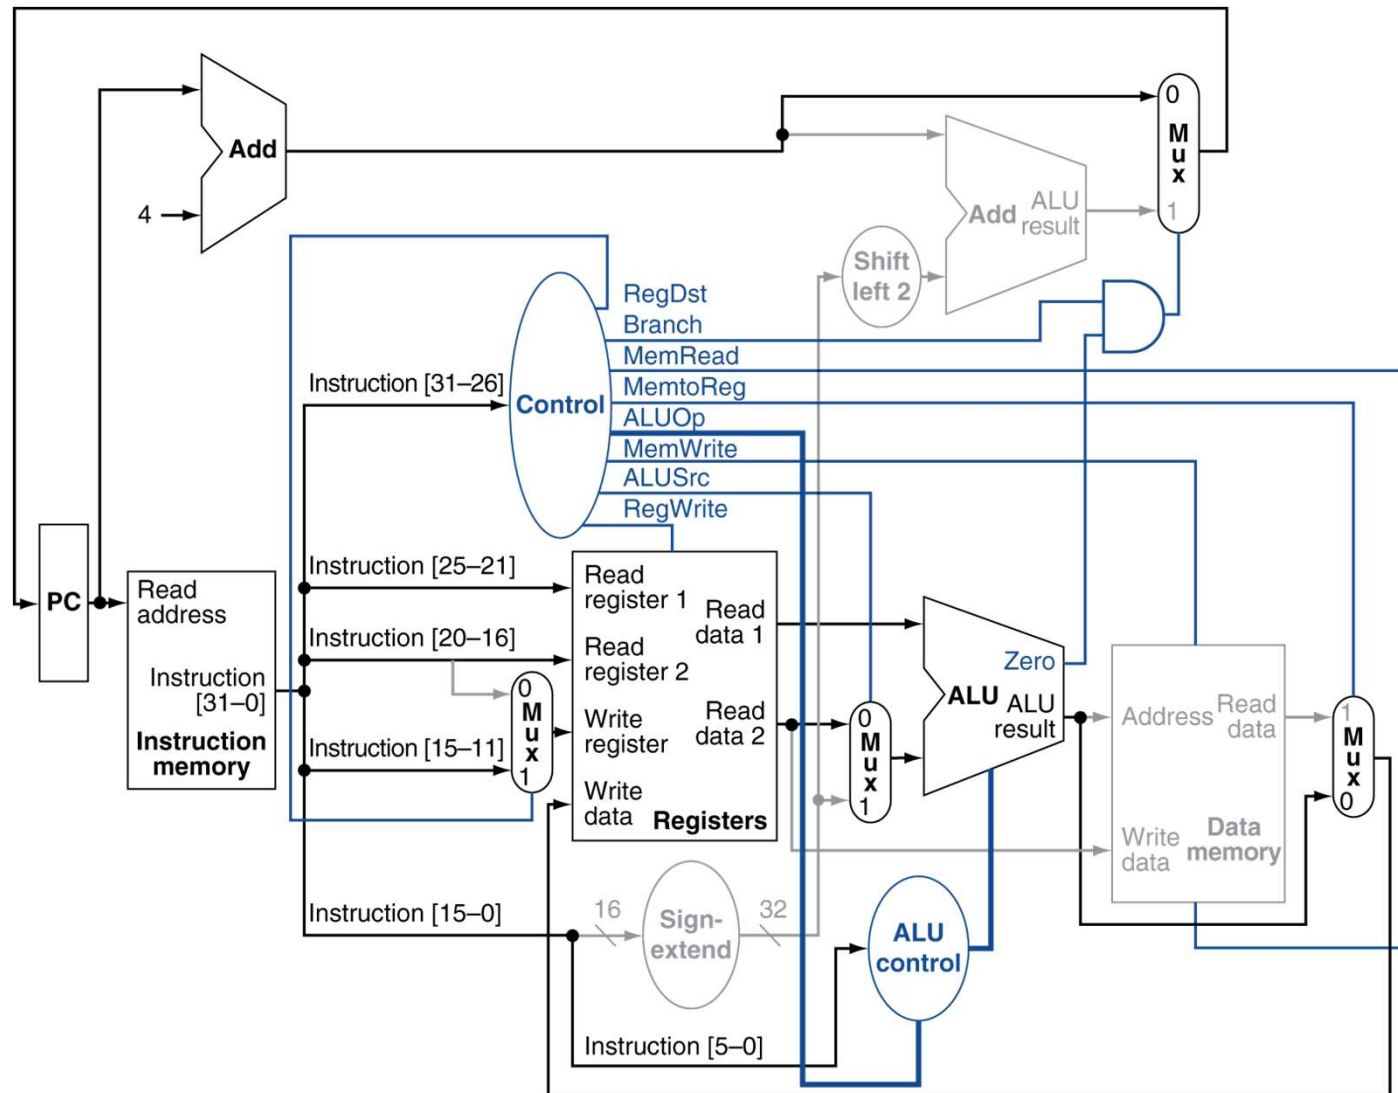 Add
4
0
Mux
1
Add
ALU
result
Shift
left 2
RegDst
Branch
MemRead
MemtoReg
ALUOp
MemWrite
ALUSrc
RegWrite
Control
Instruction [31–26]
Instruction [25–21]
Instruction [20–16]
Instruction [15–11]
Instruction [15–0]
Instruction [5–0]
PC
Read
address
Instruction
[31–0]
Instruction
memory
0
Mux
1
Read
register 1
Read
register 2
Write
register
Write
data
Read
data 1
Read
data 2
Registers
0
Mux
1
Zero
ALU
ALU
result
Address
Read
data
Write
data
Data
memory
1
Mux
0
16
Sign-
extend
32
ALU
control